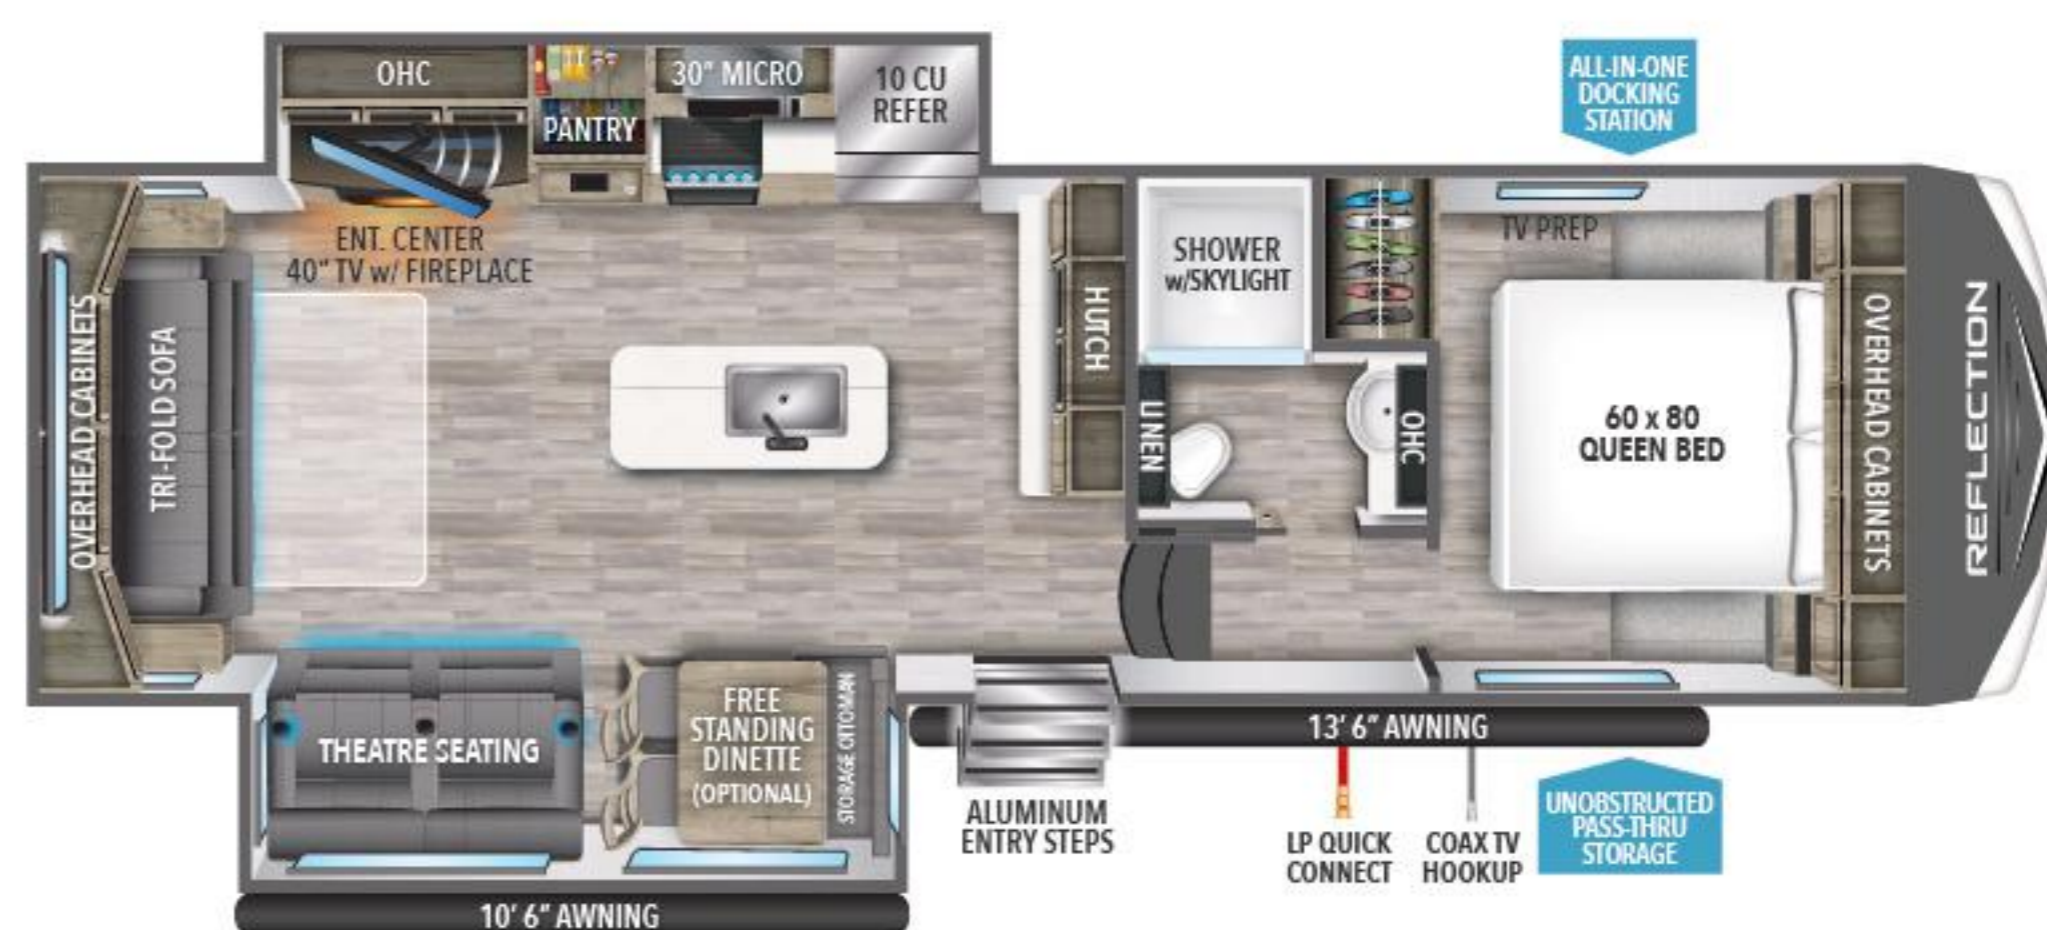 OHC
PANTRY
30" MICRO
10 CU
REFER
ALL-IN-ONE
DOCKING
STATION
ENT. CENTER
40" TV w/ FIREPLACE
OVERHEAD CABINETS
TRI-FOLD SOFA
HUTCH
SHOWER
w/SKYLIGHT
LINEN
OHC
TV PREP
60 x 80
QUEEN BED
OVERHEAD CABINETS
REFLECTION
THEATRE SEATING
FREE
STANDING
DINETTE
(OPTIONAL)
STORAGE OTTOMAN
13' 6" AWNING
ALUMINUM
ENTRY STEPS
LP QUICK
CONNECT
COAX TV
HOOKUP
UNOBSTRUCTED
PASS-THRU
STORAGE
10' 6" AWNING